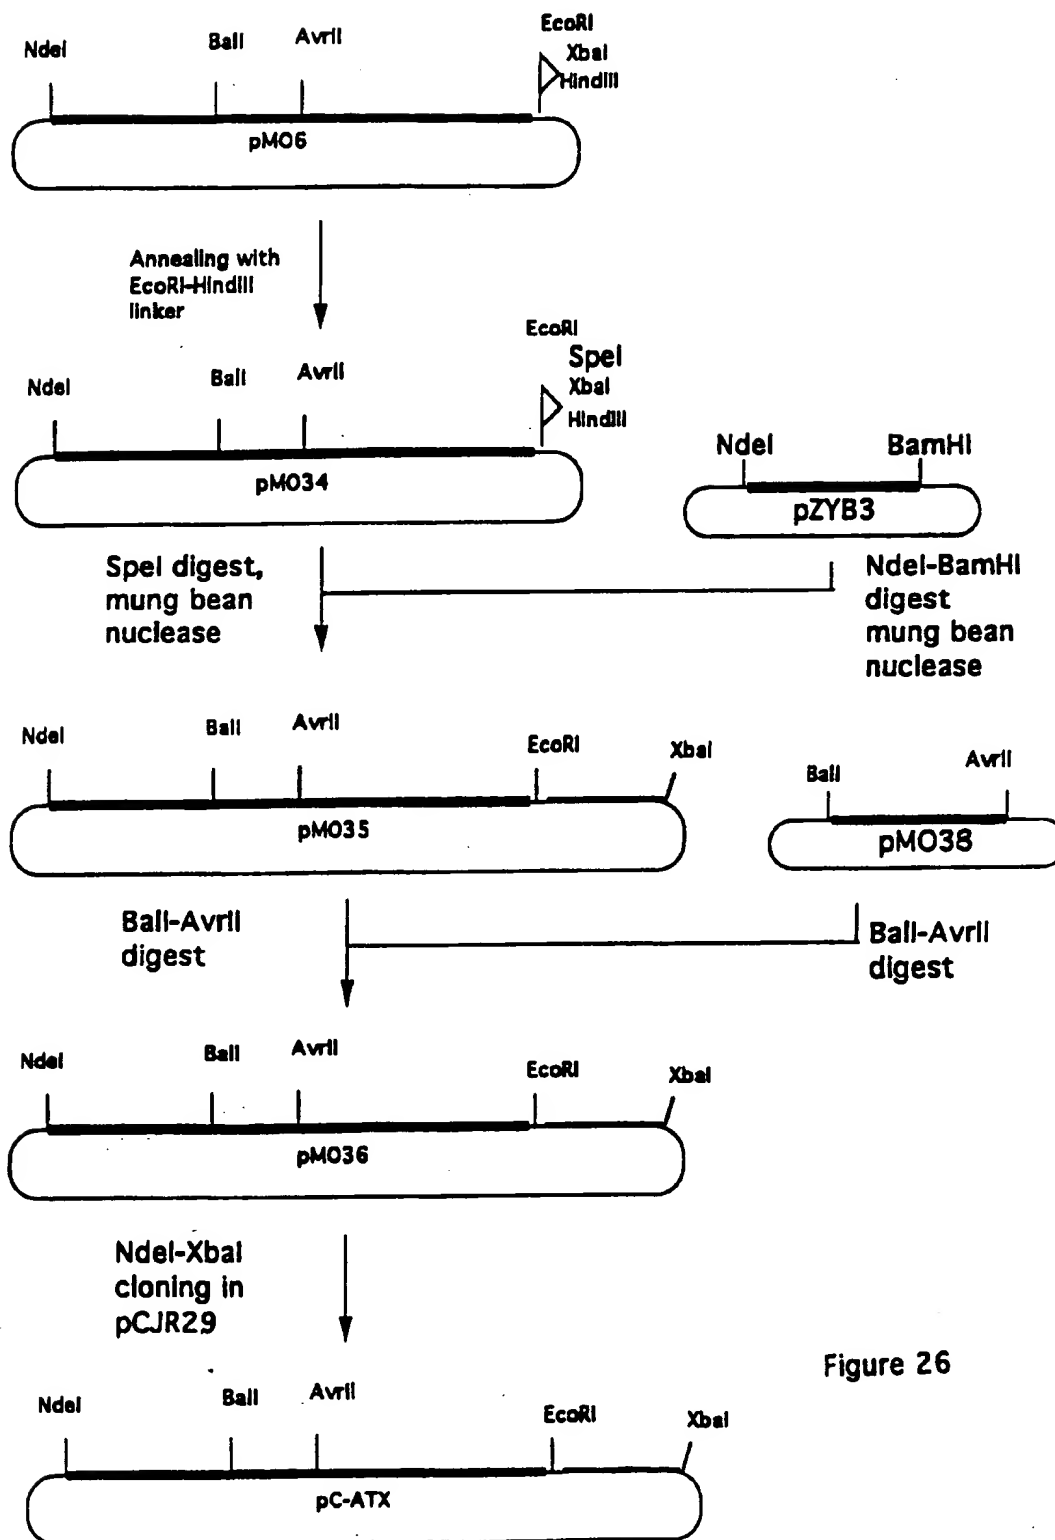 EcoRI
NdeI
BalI
AvrII
XbaI
HindIII
pMO6
Annealing with
EcoRI-HindIII
linker
EcoRI
SpeI
NdeI
BalI
AvrII
XbaI
HindIII
pMO34
NdeI
BamHI
pZYB3
SpeI digest,
mung bean
nuclease
NdeI-BamHI
digest
mung bean
nuclease
NdeI
BalI
AvrII
EcoRI
XbaI
pMO35
BalI
AvrII
pMO38
BalI-AvrII
digest
BalI-AvrII
digest
NdeI
BalI
AvrII
EcoRI
XbaI
pMO36
NdeI-XbaI
cloning in
pCJR29
Figure 26
NdeI
BalI
AvrII
EcoRI
XbaI
pC-ATX